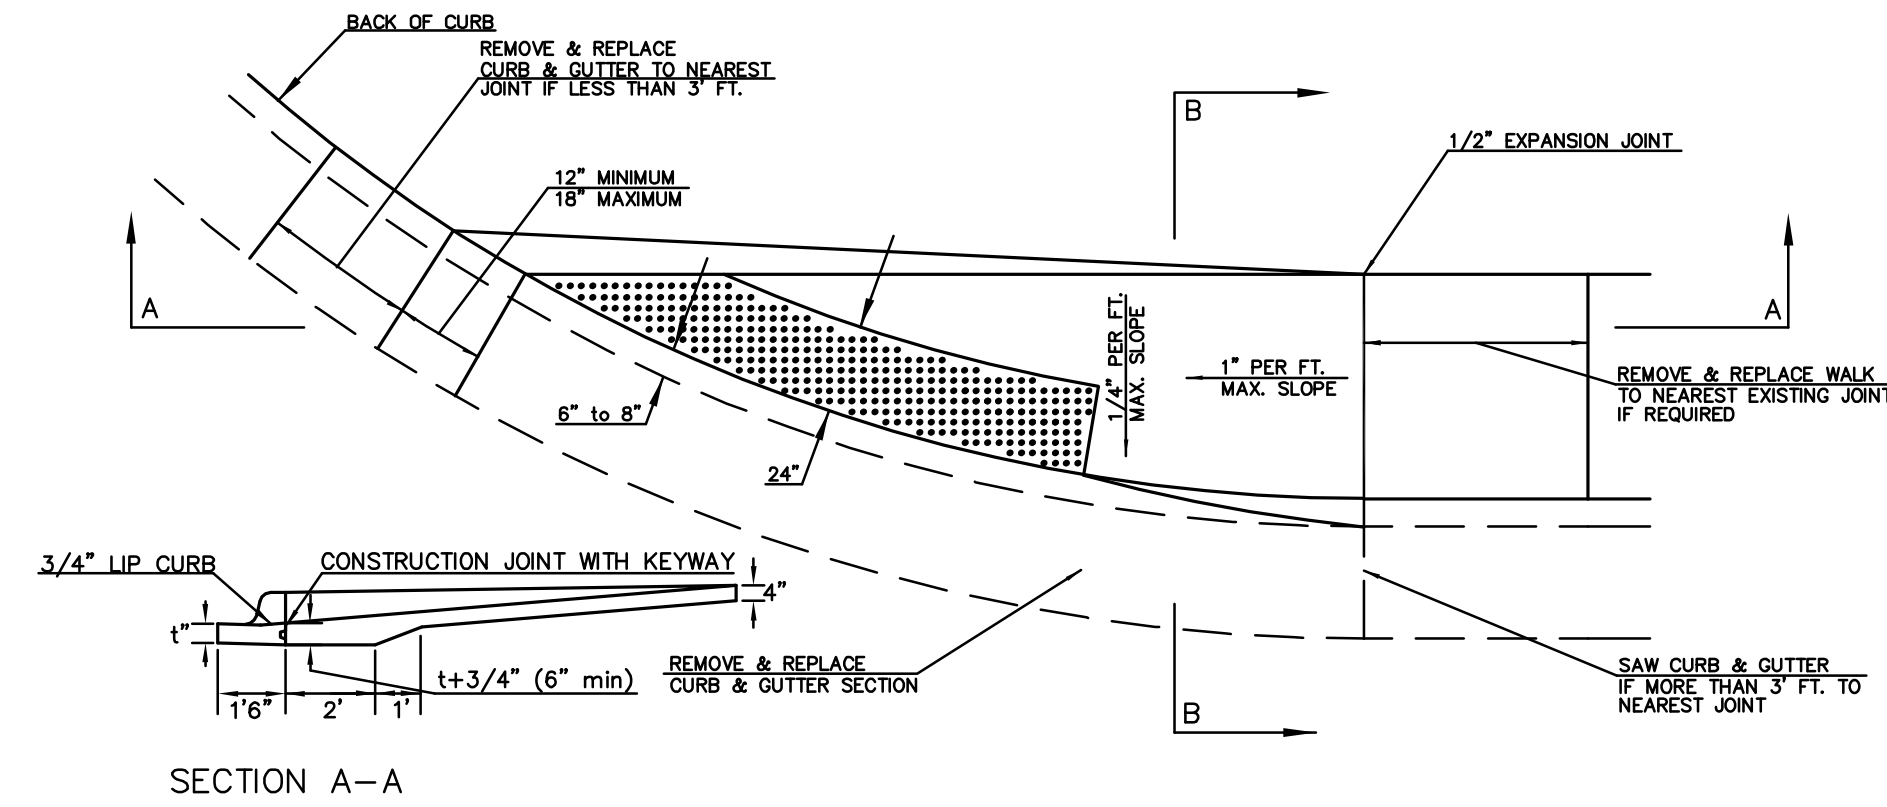 BACK OF CURB
REMOVE & REPLACE
CURB & GUTTER TO NEAREST
JOINT IF LESS THAN 3' FT.
B
1/2" EXPANSION JOINT
12" MINIMUM
18" MAXIMUM
A
A
1/4" PER FT.
MAX. SLOPE
1" PER FT.
MAX. SLOPE
REMOVE & REPLACE WALK
TO NEAREST EXISTING JOINT
IF REQUIRED
6" to 8"
24"
3/4" LIP CURB
CONSTRUCTION JOINT WITH KEYWAY
4"
t"
t+3/4" (6" min)
1'6"
2'
1'
REMOVE & REPLACE
CURB & GUTTER SECTION
B
SAW CURB & GUTTER
IF MORE THAN 3' FT. TO
NEAREST JOINT
SECTION A-A